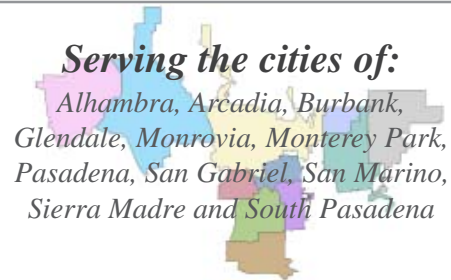 Serving the cities of:
Alhambra, Arcadia, Burbank,
Glendale, Monrovia, Monterey Park,
Pasadena, San Gabriel, San Marino,
Sierra Madre and South Pasadena